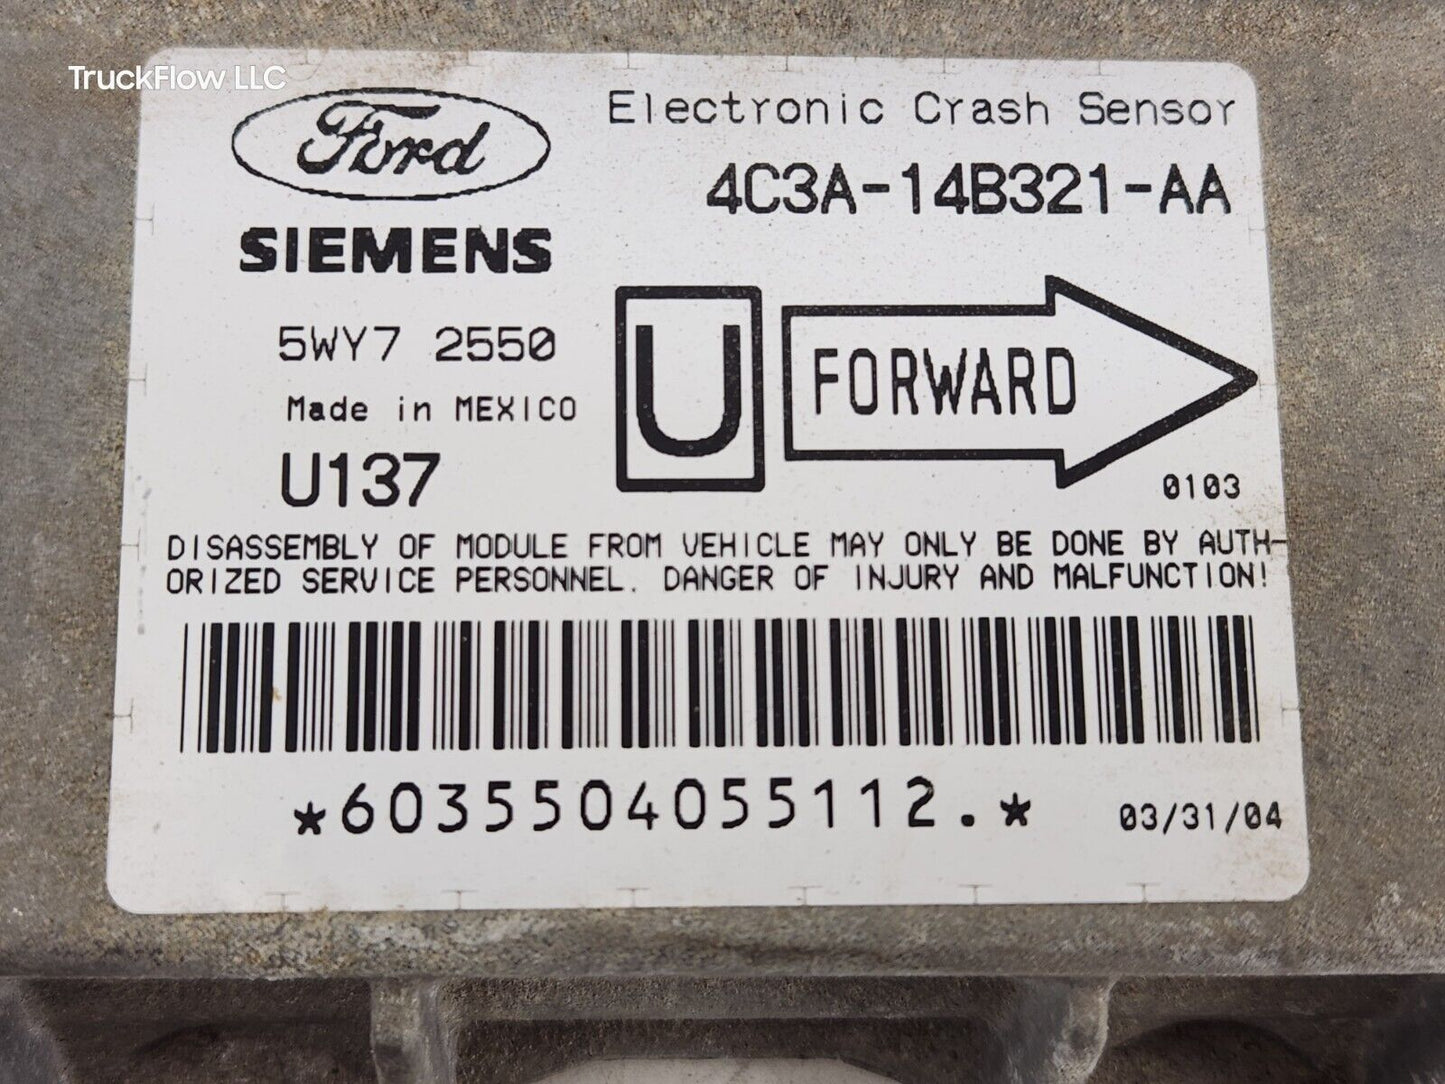 TruckFlow LLC
Ford
Electronic Crash Sensor
4C3A-14B321-AA
SIEMENS
5WY7 2550
Made in MEXICO
U137
U
FORWARD
0103
DISASSEMBLY OF MODULE FROM VEHICLE MAY ONLY BE DONE BY AUTH-
ORIZED SERVICE PERSONNEL. DANGER OF INJURY AND MALFUNCTION!
*6035504055112.*
03/31/04